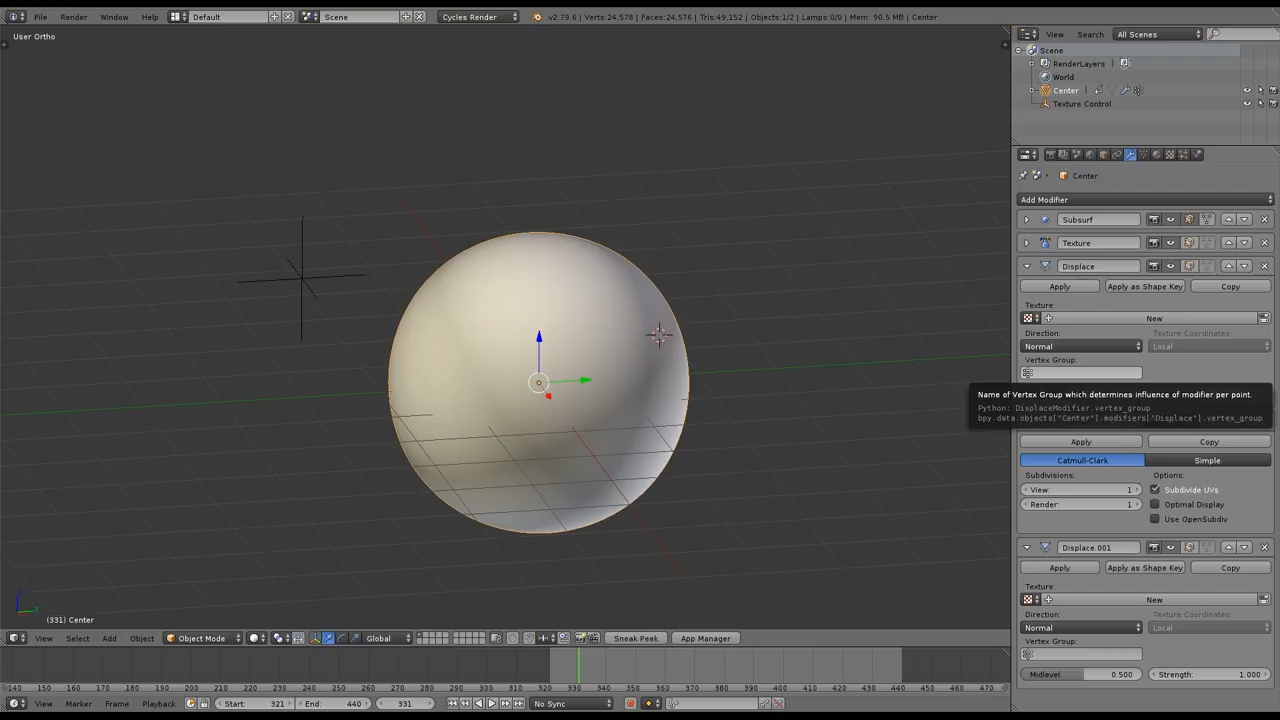 File Render Window Help Default Scene Cycles Render v2.79.6 | Verts:24,578 | Faces:24,576 | Tris:49,152 | Objects:1/2 | Lamps:0/0 | Mem: 90.5 MB | Center
User Ortho
View Search All Scenes
Scene
RenderLayers
World
Center
Texture Control
Center
Add Modifier
Subsurf
Texture
Displace
Apply Apply as Shape Key Copy
Texture:
New
Direction: Texture Coordinates:
Normal Local
Vertex Group:
Name of Vertex Group which determines influence of modifier per point.
Python: DisplaceModifier.vertex_group
bpy.data.objects["Center"].modifiers["Displace"].vertex_group
Apply Copy
Catmull-Clark Simple
Subdivisions: Options:
View: 1 Subdivide UVs
Render: 1 Optimal Display
Use OpenSubdiv
Displace.001
Apply Apply as Shape Key Copy
Texture:
New
Direction: Texture Coordinates:
Normal Local
Vertex Group:
Midlevel: 0.500 Strength: 1.000
(331) Center
View Select Add Object Object Mode Global Sneak Peek App Manager
140 150 160 170 180 190 200 210 220 230 240 250 260 270 280 290 300 310 320 330 340 350 360 370 380 390 400 410 420 430 440 450 460 470
View Marker Frame Playback Start: 321 End: 440 331 No Sync